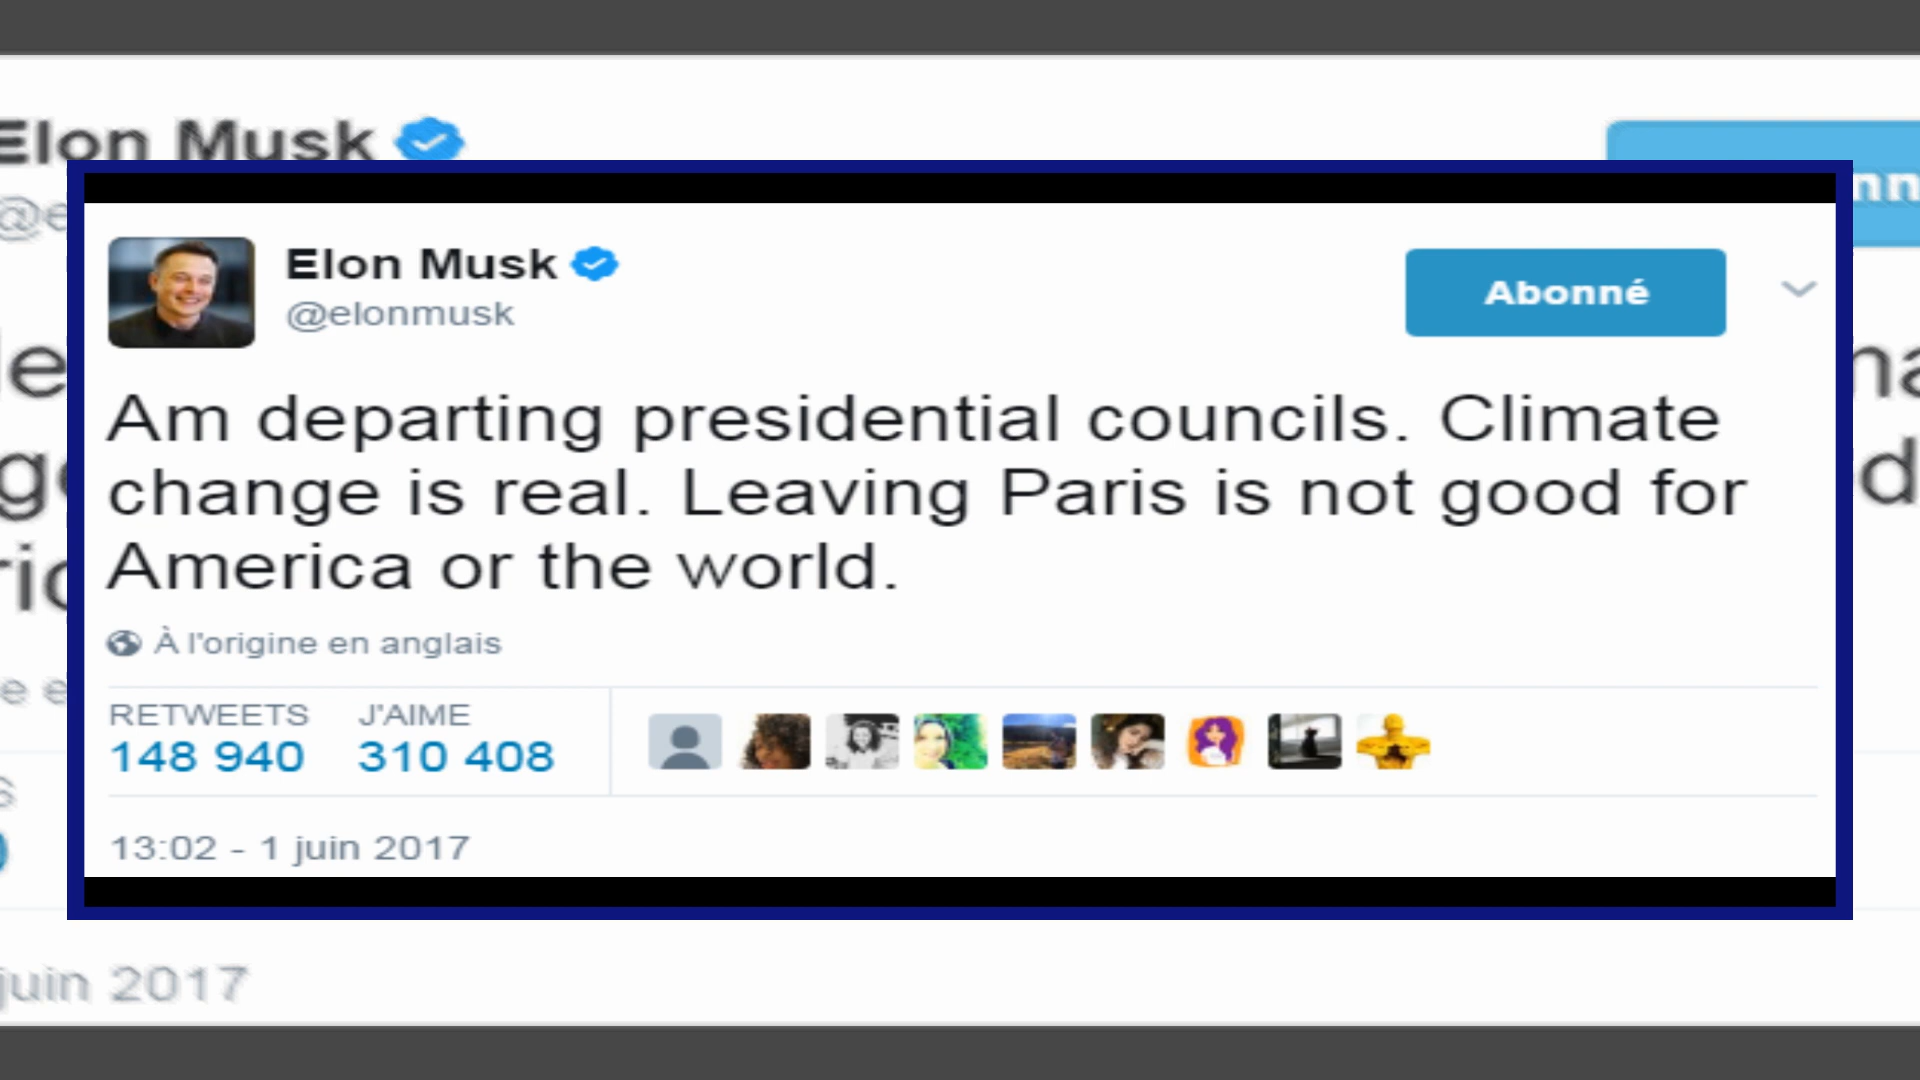 Elon Musk
@e
Elon Musk
@elonmusk
Abonné
Am departing presidential councils. Climate
change is real. Leaving Paris is not good for
America or the world.
À l'origine en anglais
RETWEETS J'AIME
148 940 310 408
13:02 - 1 juin 2017
juin 2017